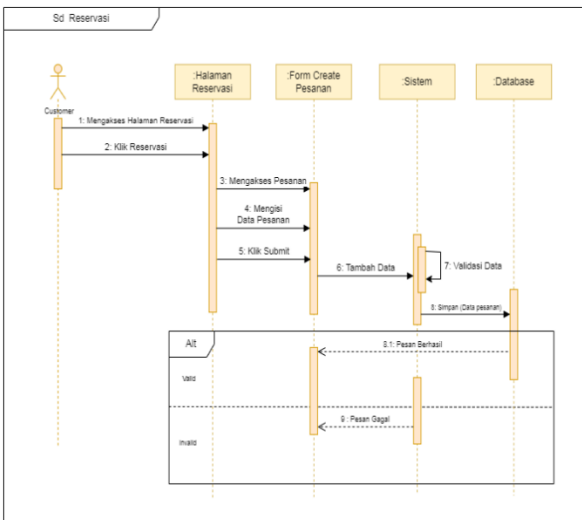 Sd Reservasi
:Halaman
Reservasi
:Form Create
Pesanan
:Sistem
:Database
Customer
1: Mengakses Halaman Reservasi
2: Klik Reservasi
3: Mengakses Pesanan
4: Mengisi
Data Pesanan
5: Klik Submit
6: Tambah Data
7: Validasi Data
8: Simpan (Data pesanan)
Alt
8.1: Pesan Berhasil
Valid
9 : Pesan Gagal
Invalid